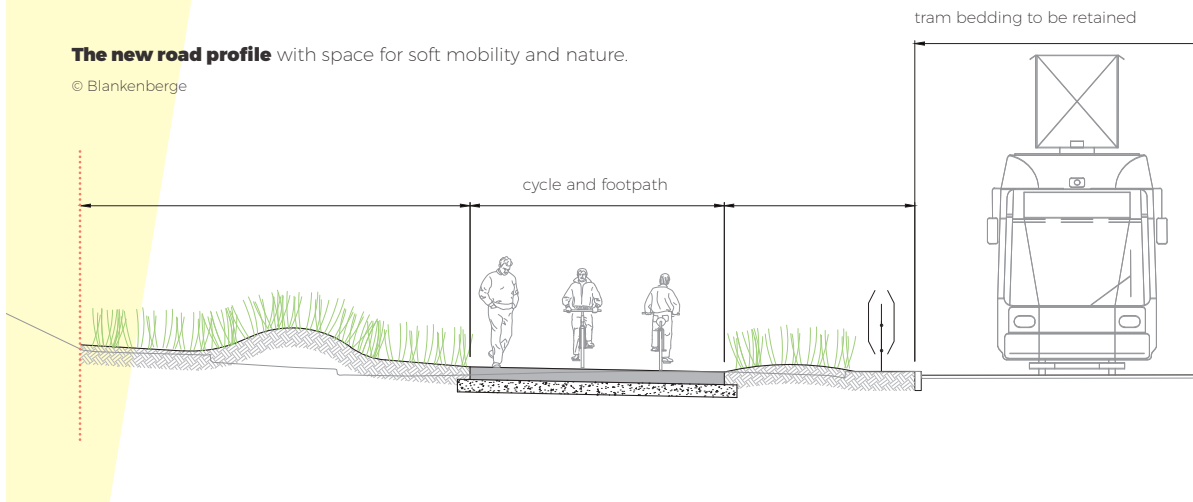 tram bedding to be retained
The new road profile with space for soft mobility and nature.
© Blankenberge
cycle and footpath